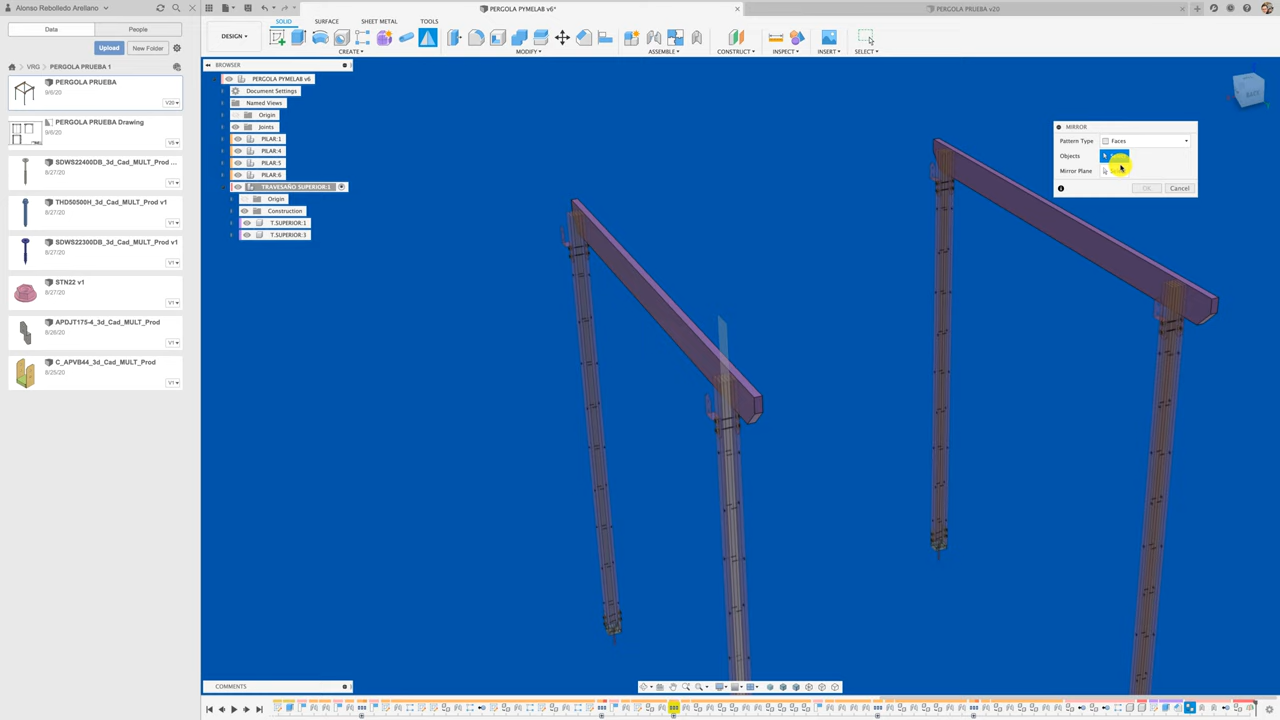 Alonso Rebolledo Arellano
PERGOLA PYMELAB v6*
PERGOLA PRUEBA v20
Data
People
Upload
New Folder
VRG
PERGOLA PRUEBA 1
PERGOLA PRUEBA
9/6/20
V20
PERGOLA PRUEBA Drawing
9/6/20
V5
SDWS22400DB_3d_Cad_MULT_Prod ...
8/27/20
V1
THD50500H_3d_Cad_MULT_Prod v1
8/27/20
V1
SDWS22300DB_3d_Cad_MULT_Prod v1
8/27/20
V1
STN22 v1
8/27/20
V1
APDJT175-4_3d_Cad_MULT_Prod
8/28/20
V1
C_APVB44_3d_Cad_MULT_Prod
8/25/20
V1
DESIGN
SOLID
SURFACE
SHEET METAL
TOOLS
CREATE
MODIFY
ASSEMBLE
CONSTRUCT
INSPECT
INSERT
SELECT
BROWSER
PERGOLA PYMELAB v6
Document Settings
Named Views
Origin
Joints
PILAR:1
PILAR:4
PILAR:5
PILAR:6
TRAVESAÑO SUPERIOR:1
Origin
Construction
T.SUPERIOR:1
T.SUPERIOR:3
BACK
MIRROR
Pattern Type
Faces
Objects
Mirror Plane
OK
Cancel
COMMENTS